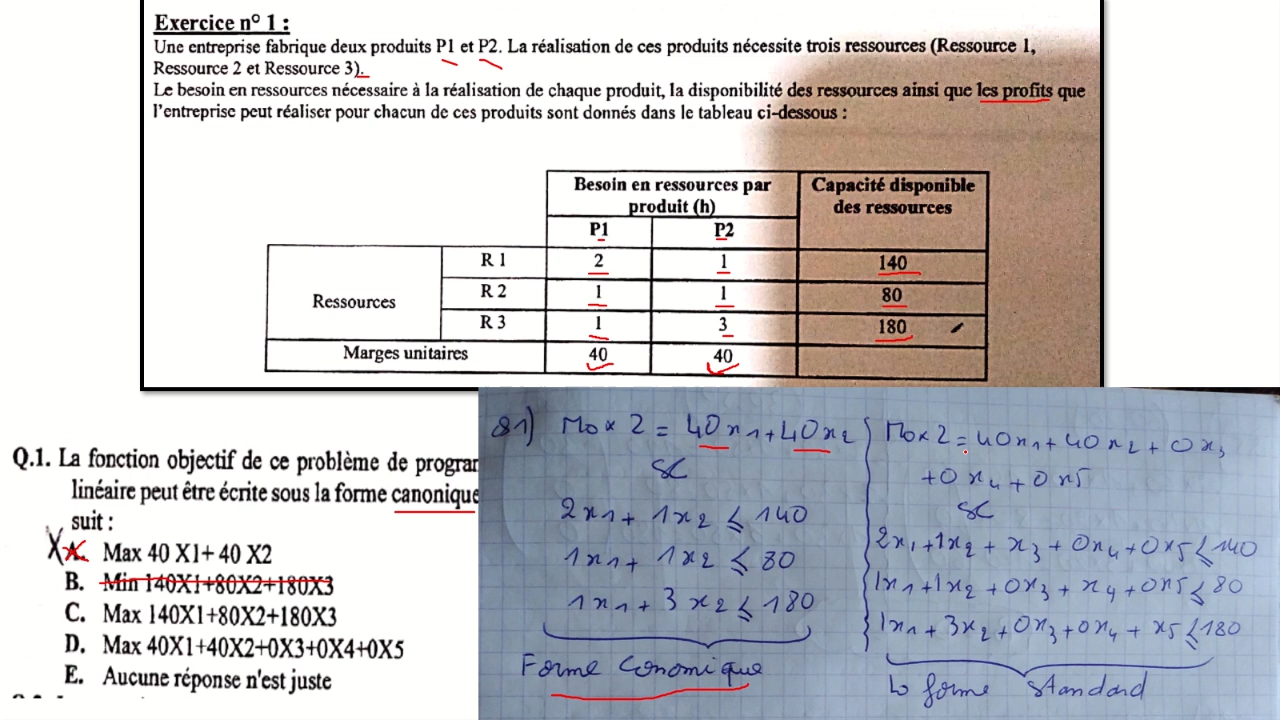 Exercice n° 1 :
Une entreprise fabrique deux produits P1 et P2. La réalisation de ces produits nécessite trois ressources (Ressource 1,
Ressource 2 et Ressource 3).
Le besoin en ressources nécessaire à la réalisation de chaque produit, la disponibilité des ressources ainsi que les profits que
l'entreprise peut réaliser pour chacun de ces produits sont donnés dans le tableau ci-dessous :
Besoin en ressources par
produit (h)
Capacité disponible
des ressources
P1 P2
Ressources
R 1 2 1 140
R 2 1 1 80
R 3 1 3 180
Marges unitaires 40 40
Q.1. La fonction objectif de ce problème de progra
linéaire peut être écrite sous la forme canonique
suit :
A. Max 40 X1+ 40 X2
B. Min 140X1+80X2+180X3
C. Max 140X1+80X2+180X3
D. Max 40X1+40X2+0X3+0X4+0X5
E. Aucune réponse n'est juste
Q1) Max Z = 40x1 + 40x2
SC
2x1 + 1x2 ≤ 140
1x1 + 1x2 ≤ 80
1x1 + 3x2 ≤ 180
Forme Canonique
Max Z = 40x1 + 40x2 + 0x3
+0x4 + 0x5
SC
2x1 + 1x2 + x3 + 0x4 + 0x5 ≤ 140
1x1 + 1x2 + 0x3 + x4 + 0x5 ≤ 80
1x1 + 3x2 + 0x3 + 0x4 + x5 ≤ 180
↳ forme standard